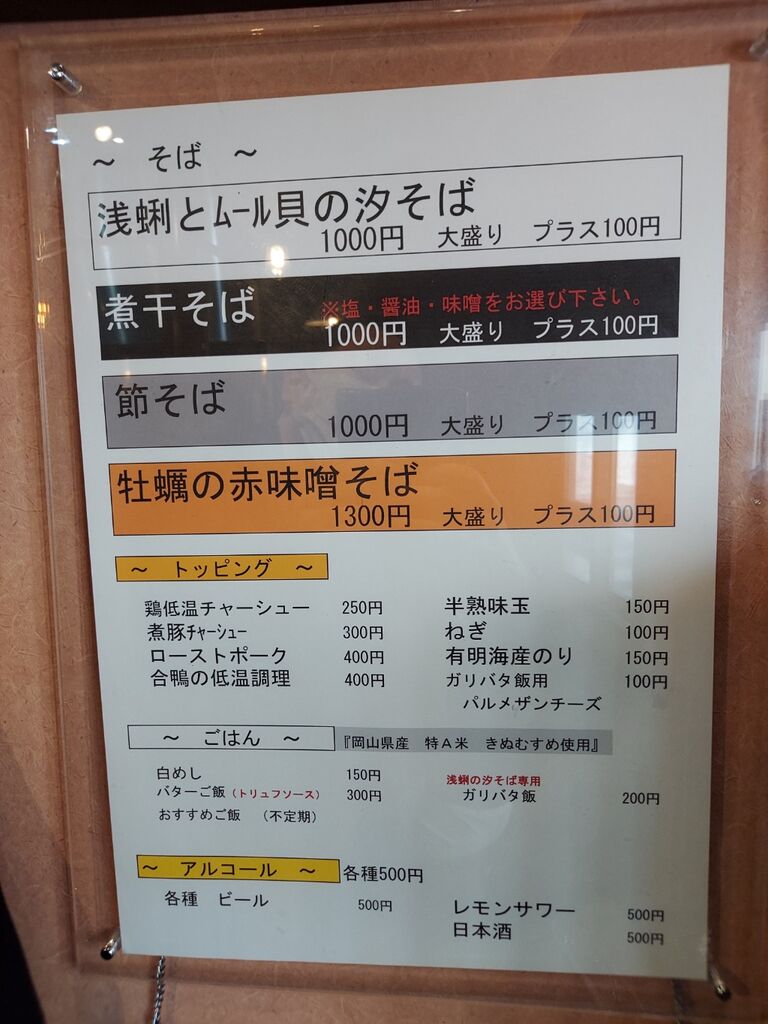 ～　そば　～
浅蜊とﾑｰﾙ貝の汐そば
1000円　大盛り　プラス100円
煮干そば　※塩・醤油・味噌をお選び下さい。
1000円　大盛り　プラス100円
節そば
1000円　大盛り　プラス100円
牡蠣の赤味噌そば
1300円　大盛り　プラス100円
～　トッピング　～
鶏低温チャーシュー　250円
煮豚ﾁｬｰｼｭｰ　300円
ローストポーク　400円
合鴨の低温調理　400円
半熟味玉　150円
ねぎ　100円
有明海産のり　150円
ガリバタ飯用　100円
パルメザンチーズ
～　ごはん　～　『岡山県産　特Ａ米　きぬむすめ使用』
白めし　150円
バターご飯（トリュフソース）　300円
おすすめご飯　（不定期）
浅蜊の汐そば専用
ガリバタ飯　200円
～　アルコール　～　各種500円
各種　ビール　500円
レモンサワー　500円
日本酒　500円